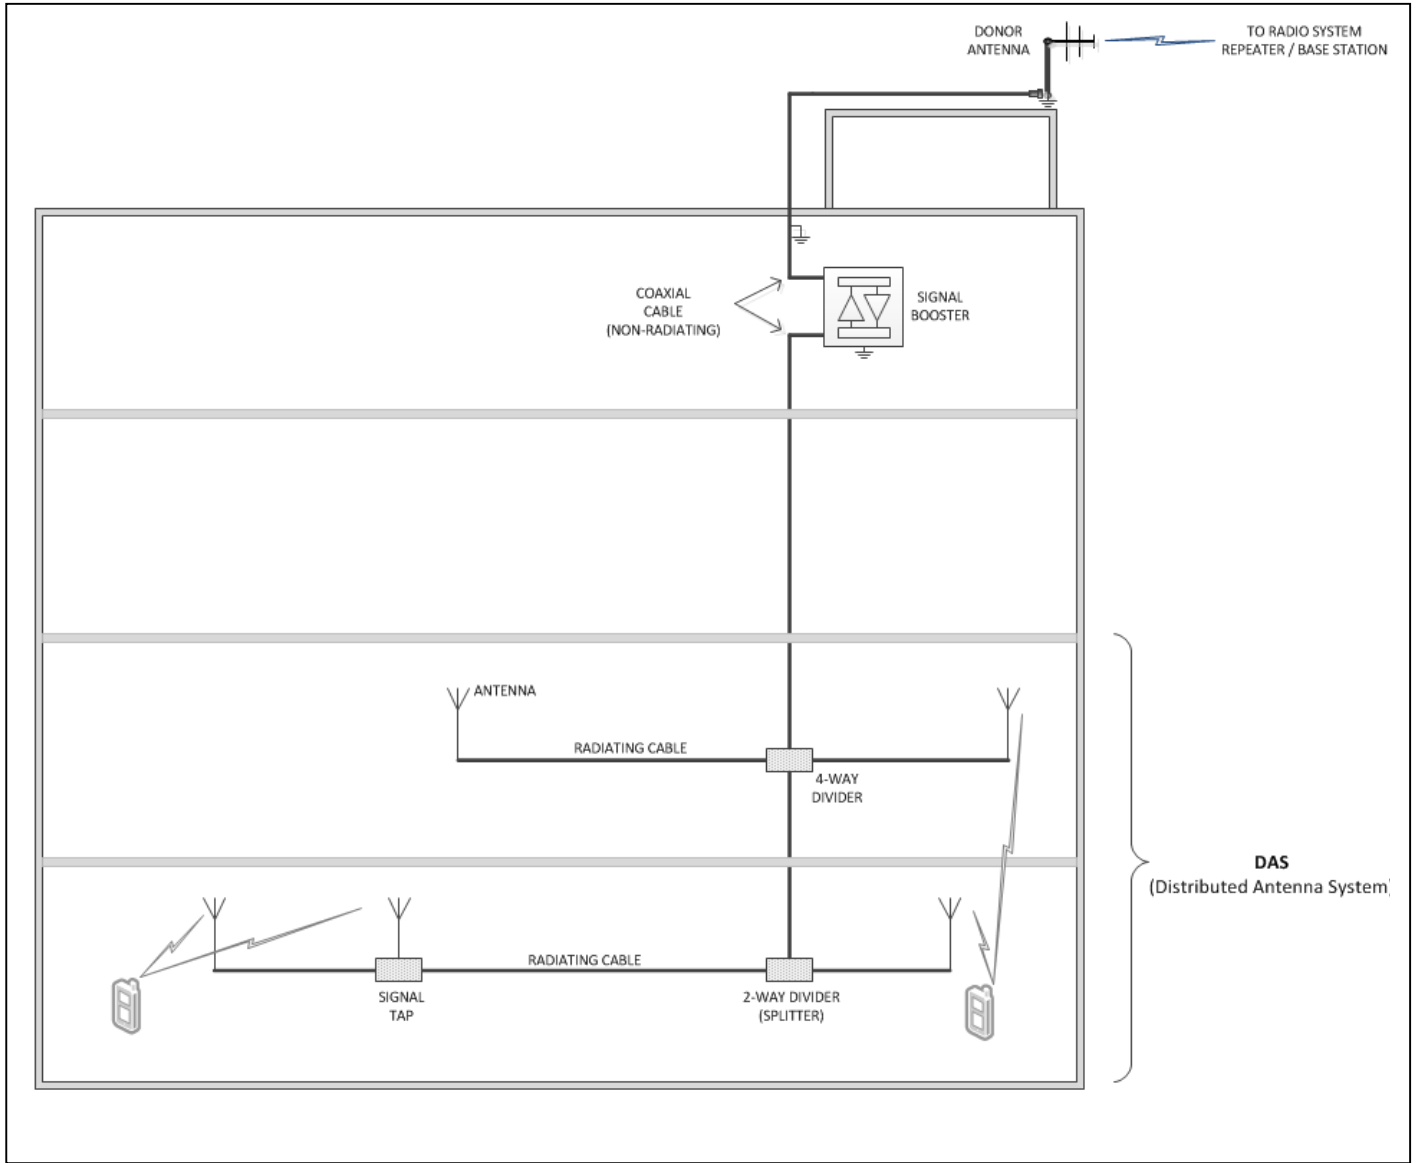 DONOR
ANTENNA
TO RADIO SYSTEM
REPEATER / BASE STATION
COAXIAL
CABLE
(NON-RADIATING)
SIGNAL
BOOSTER
ANTENNA
RADIATING CABLE
4-WAY
DIVIDER
DAS
(Distributed Antenna System)
RADIATING CABLE
SIGNAL
TAP
2-WAY DIVIDER
(SPLITTER)